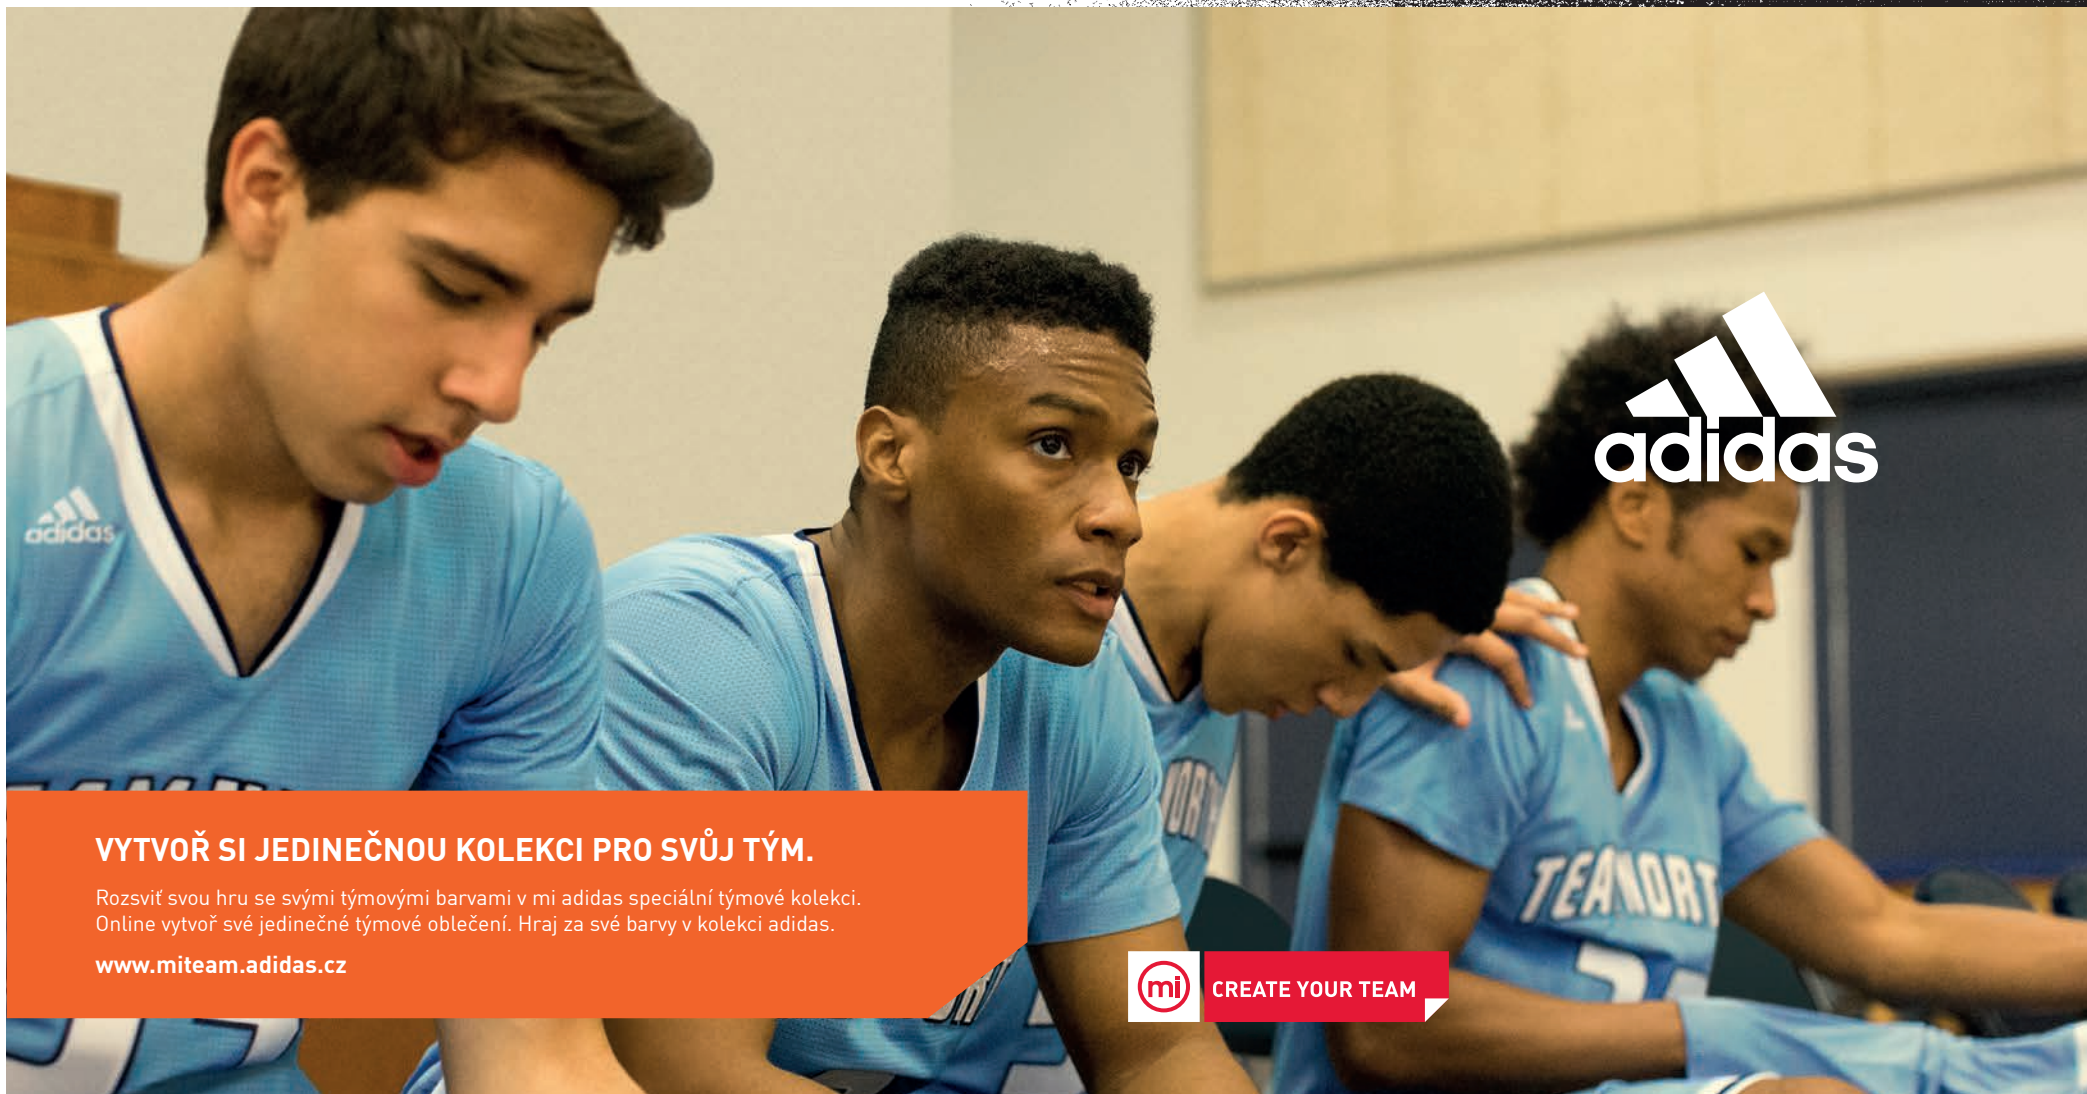 adidas
adidas
TEA NORT
VYTVOŘ SI JEDINEČNOU KOLEKCI PRO SVŮJ TÝM.
Rozsviť svou hru se svými týmovými barvami v mi adidas speciální týmové kolekci.
Online vytvoř své jedinečné týmové oblečení. Hraj za své barvy v kolekci adidas.
www.miteam.adidas.cz
mi CREATE YOUR TEAM